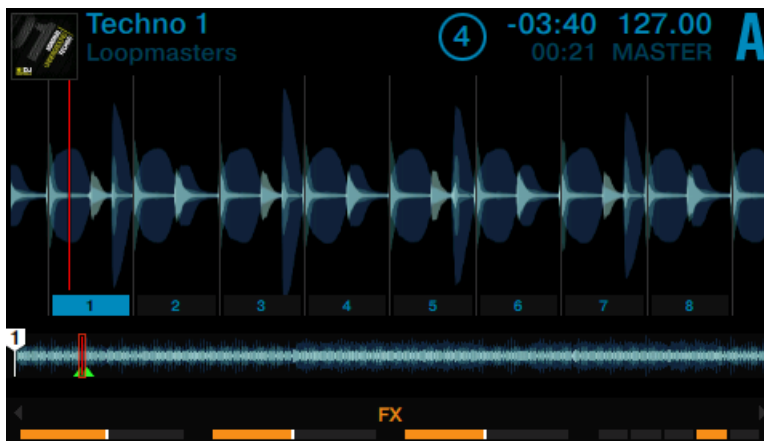 Techno 1
Loopmasters
4
-03:40 127.00
00:21 MASTER
A
1 2 3 4 5 6 7 8
1
FX